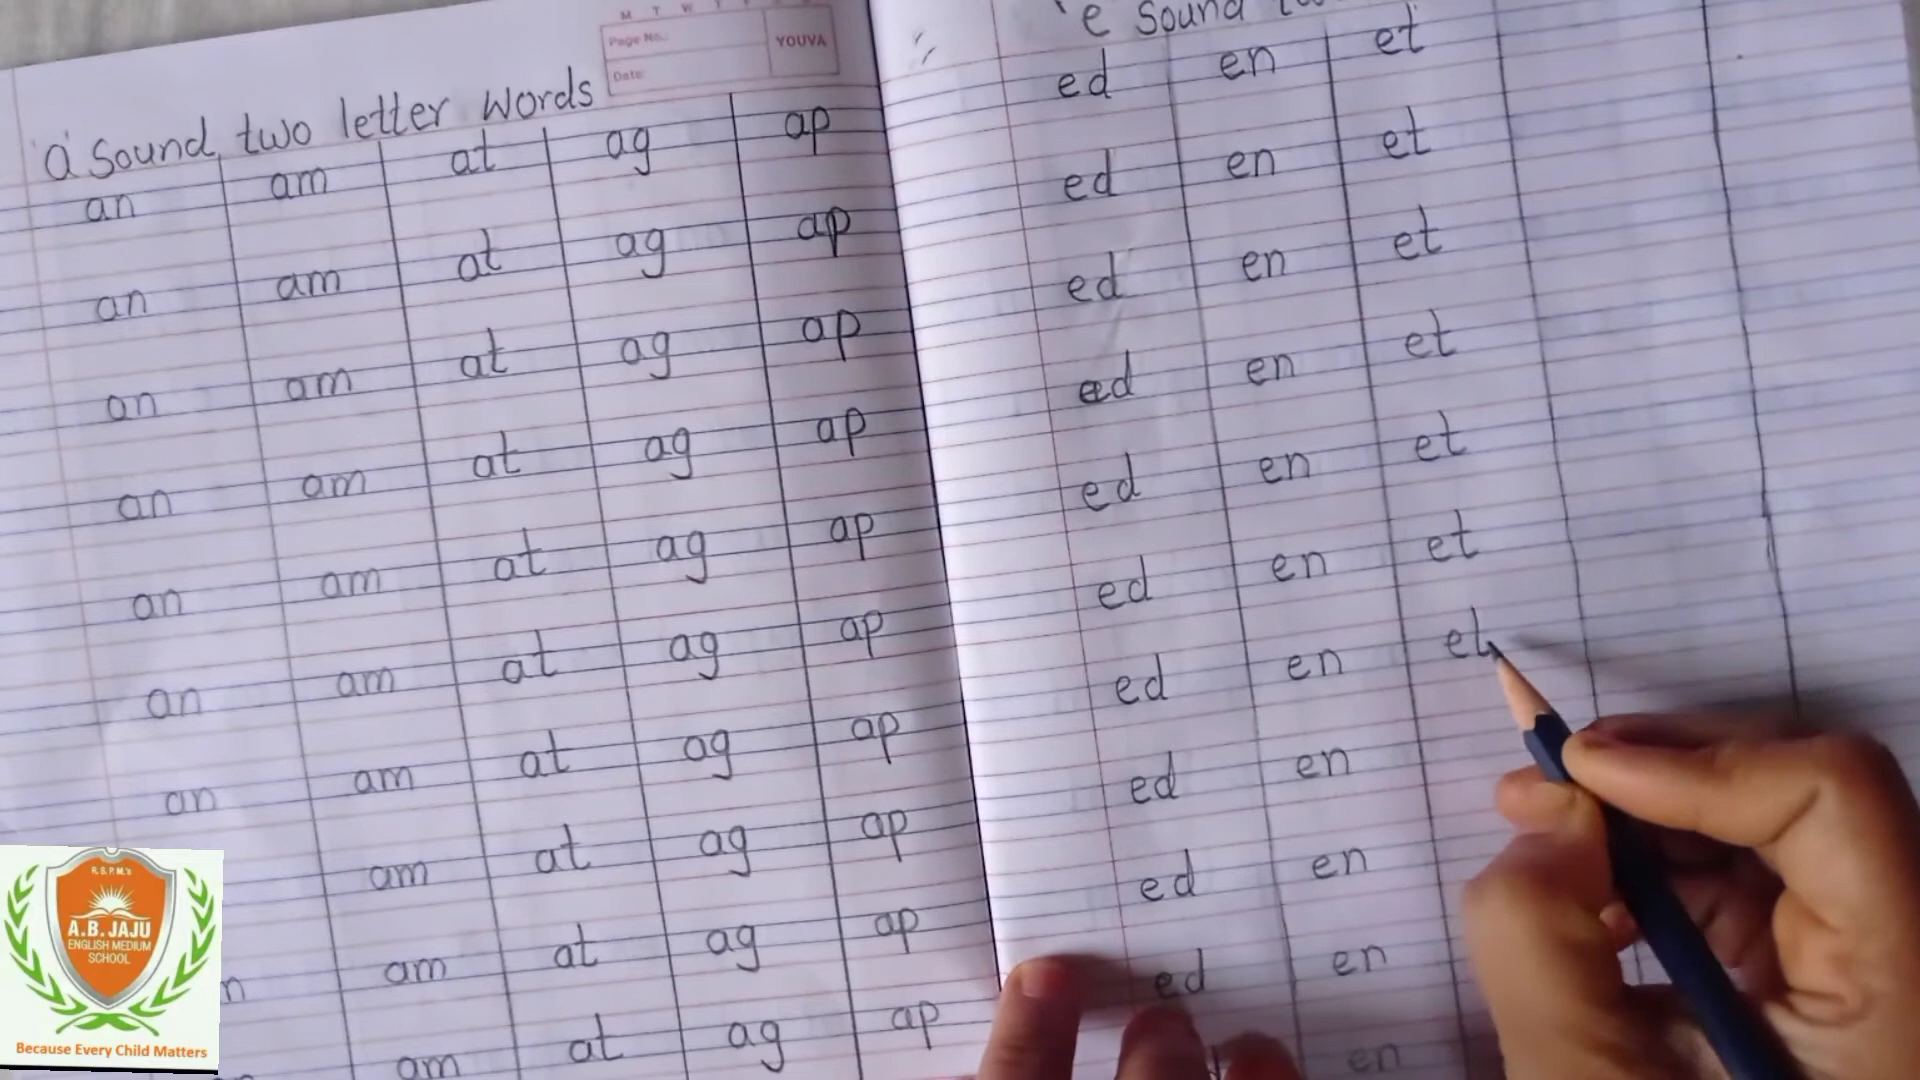 M T W T
Page No.: YOUVA
Date:
'a' Sound two letter words
an am at ag ap
an am at ag ap
an am at ag ap
an am at ag ap
an am at ag ap
an am at ag ap
an am at ag ap
am at ag ap
am at ag ap
am at ag ap
'e Sound
ed en et
ed en et
ed en et
ed en et
ed en et
ed en et
ed en et
ed en
ed en
ed en
en
R.S.P.M.'s
A.B. JAJU
ENGLISH MEDIUM
SCHOOL
Because Every Child Matters